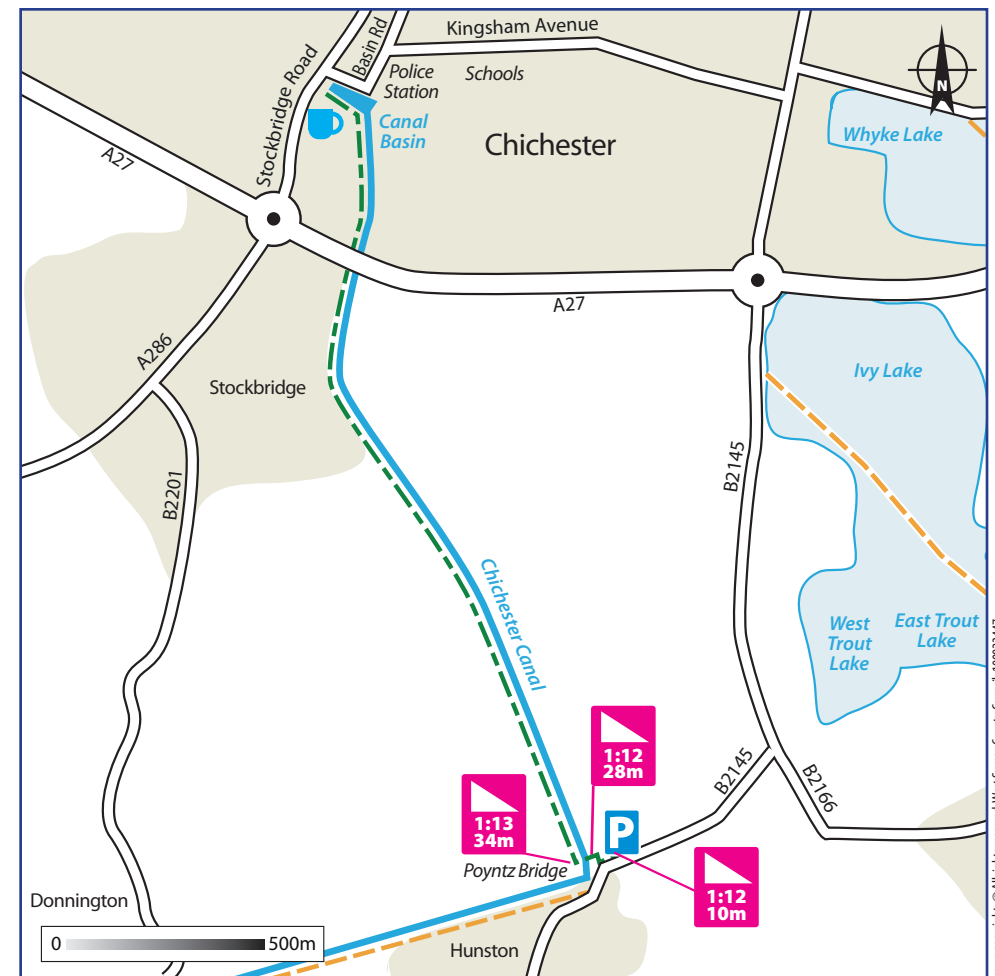 Kingsham Avenue
Basin Rd
Stockbridge Road
Police
Station
Schools
N
Whyke Lake
Canal
Basin
Chichester
A27
A27
A286
Stockbridge
Ivy Lake
B2145
B2201
Chichester Canal
West
Trout
Lake
East Trout
Lake
1:12
28m
1:13
34m
P
B2145
B2166
Poyntz Bridge
1:12
10m
Donnington
Hunston
0
500m